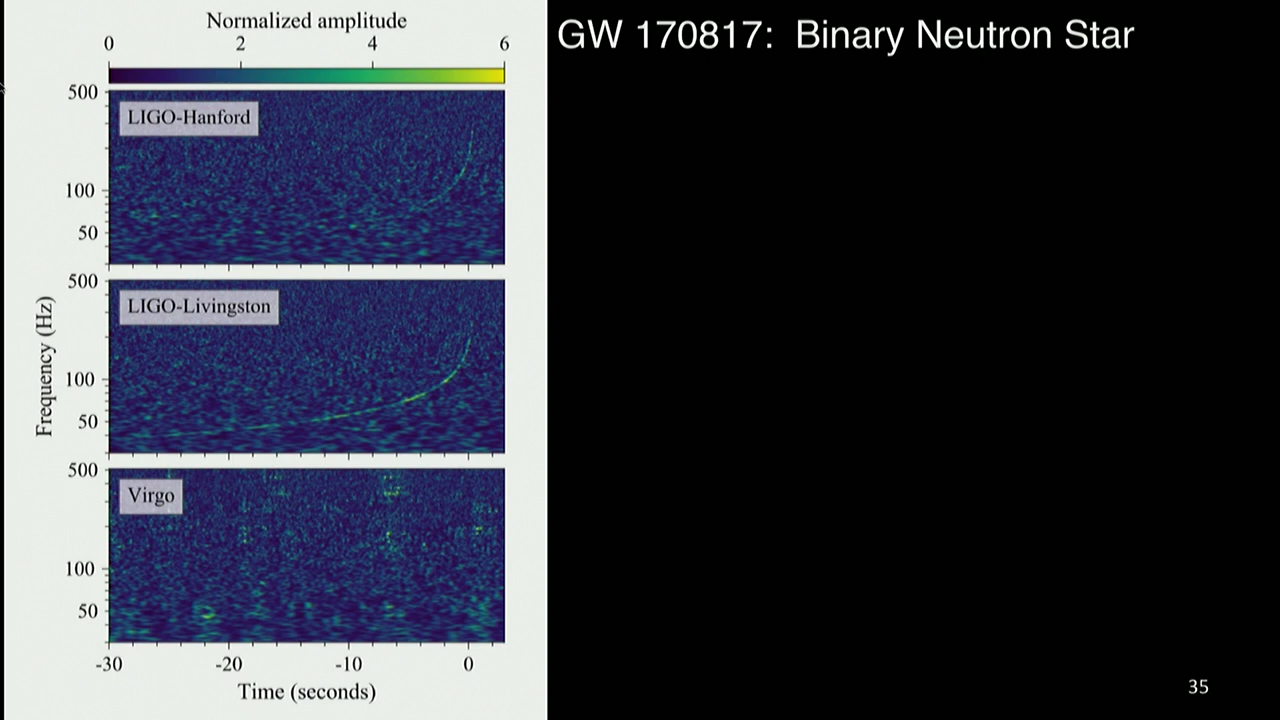 Normalized amplitude
0 2 4 6
GW 170817: Binary Neutron Star
500
LIGO-Hanford
100
50
500
LIGO-Livingston
100
50
Frequency (Hz)
500
Virgo
100
50
-30 -20 -10 0
Time (seconds)
35